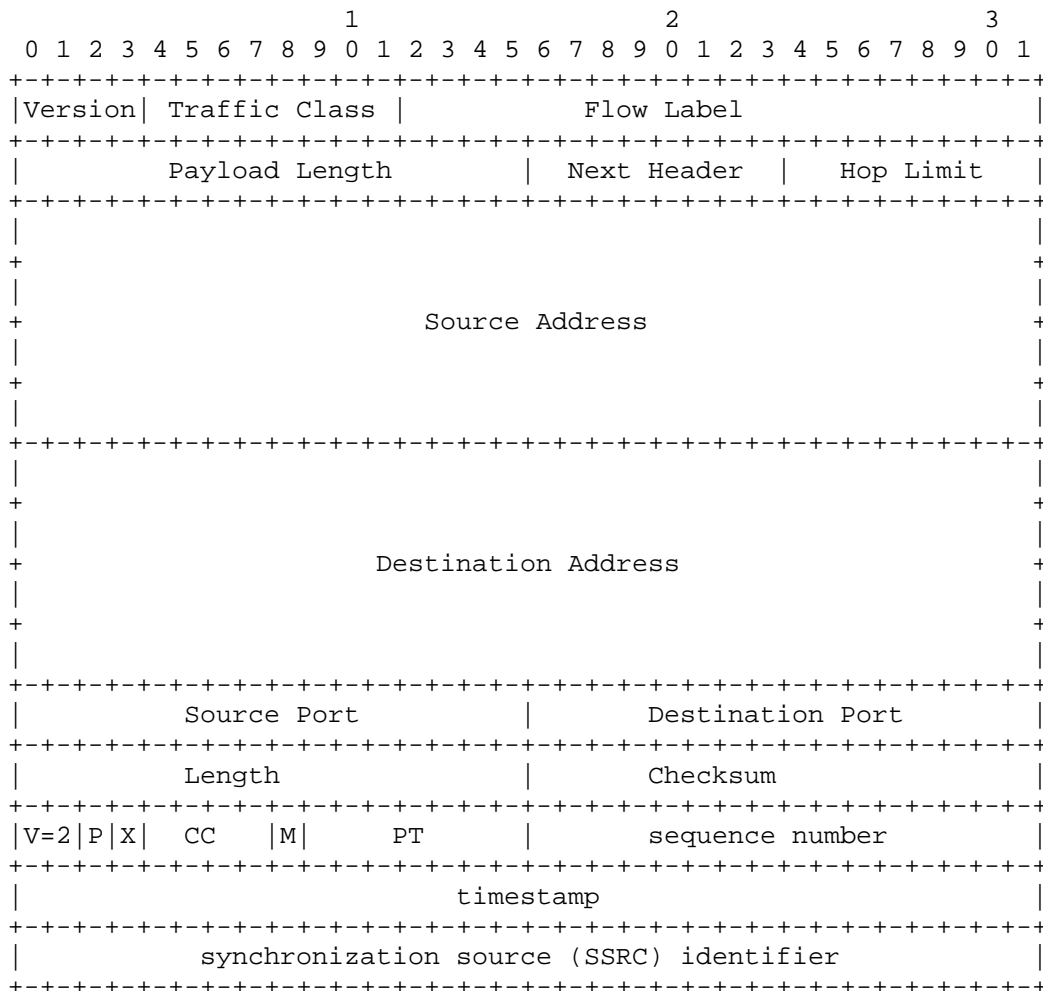 1                   2                   3
 0 1 2 3 4 5 6 7 8 9 0 1 2 3 4 5 6 7 8 9 0 1 2 3 4 5 6 7 8 9 0 1
+-+-+-+-+-+-+-+-+-+-+-+-+-+-+-+-+-+-+-+-+-+-+-+-+-+-+-+-+-+-+-+-+
|Version| Traffic Class |           Flow Label                  |
+-+-+-+-+-+-+-+-+-+-+-+-+-+-+-+-+-+-+-+-+-+-+-+-+-+-+-+-+-+-+-+-+
|         Payload Length        |  Next Header  |   Hop Limit   |
+-+-+-+-+-+-+-+-+-+-+-+-+-+-+-+-+-+-+-+-+-+-+-+-+-+-+-+-+-+-+-+-+
|                                                               |
+                                                               +
|                                                               |
+                         Source Address                        +
|                                                               |
+                                                               +
|                                                               |
+-+-+-+-+-+-+-+-+-+-+-+-+-+-+-+-+-+-+-+-+-+-+-+-+-+-+-+-+-+-+-+-+
|                                                               |
+                                                               +
|                                                               |
+                      Destination Address                      +
|                                                               |
+                                                               +
|                                                               |
+-+-+-+-+-+-+-+-+-+-+-+-+-+-+-+-+-+-+-+-+-+-+-+-+-+-+-+-+-+-+-+-+
|          Source Port          |       Destination Port        |
+-+-+-+-+-+-+-+-+-+-+-+-+-+-+-+-+-+-+-+-+-+-+-+-+-+-+-+-+-+-+-+-+
|          Length               |       Checksum                |
+-+-+-+-+-+-+-+-+-+-+-+-+-+-+-+-+-+-+-+-+-+-+-+-+-+-+-+-+-+-+-+-+
|V=2|P|X|  CC   |M|     PT      |       sequence number         |
+-+-+-+-+-+-+-+-+-+-+-+-+-+-+-+-+-+-+-+-+-+-+-+-+-+-+-+-+-+-+-+-+
|                           timestamp                           |
+-+-+-+-+-+-+-+-+-+-+-+-+-+-+-+-+-+-+-+-+-+-+-+-+-+-+-+-+-+-+-+-+
|           synchronization source (SSRC) identifier            |
+-+-+-+-+-+-+-+-+-+-+-+-+-+-+-+-+-+-+-+-+-+-+-+-+-+-+-+-+-+-+-+-+